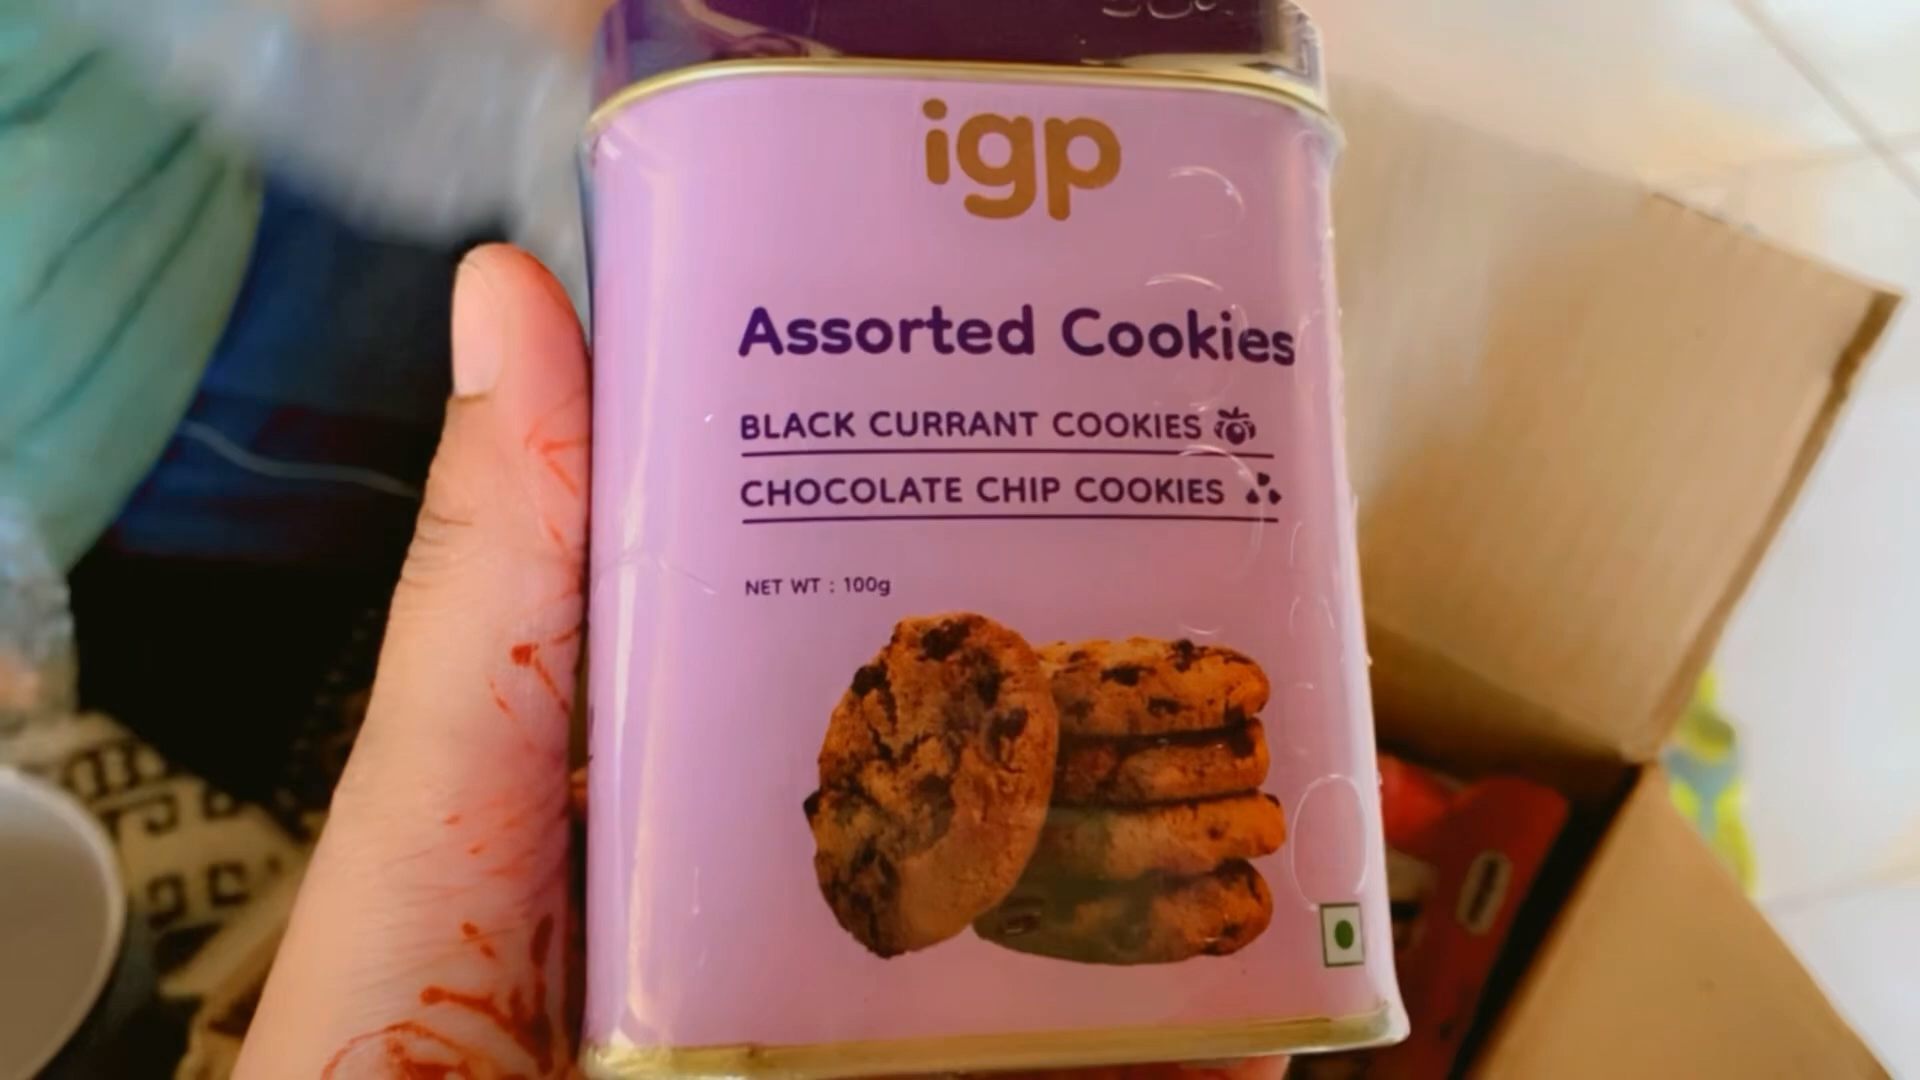 igp
Assorted Cookies
BLACK CURRANT COOKIES
CHOCOLATE CHIP COOKIES
NET WT : 100g